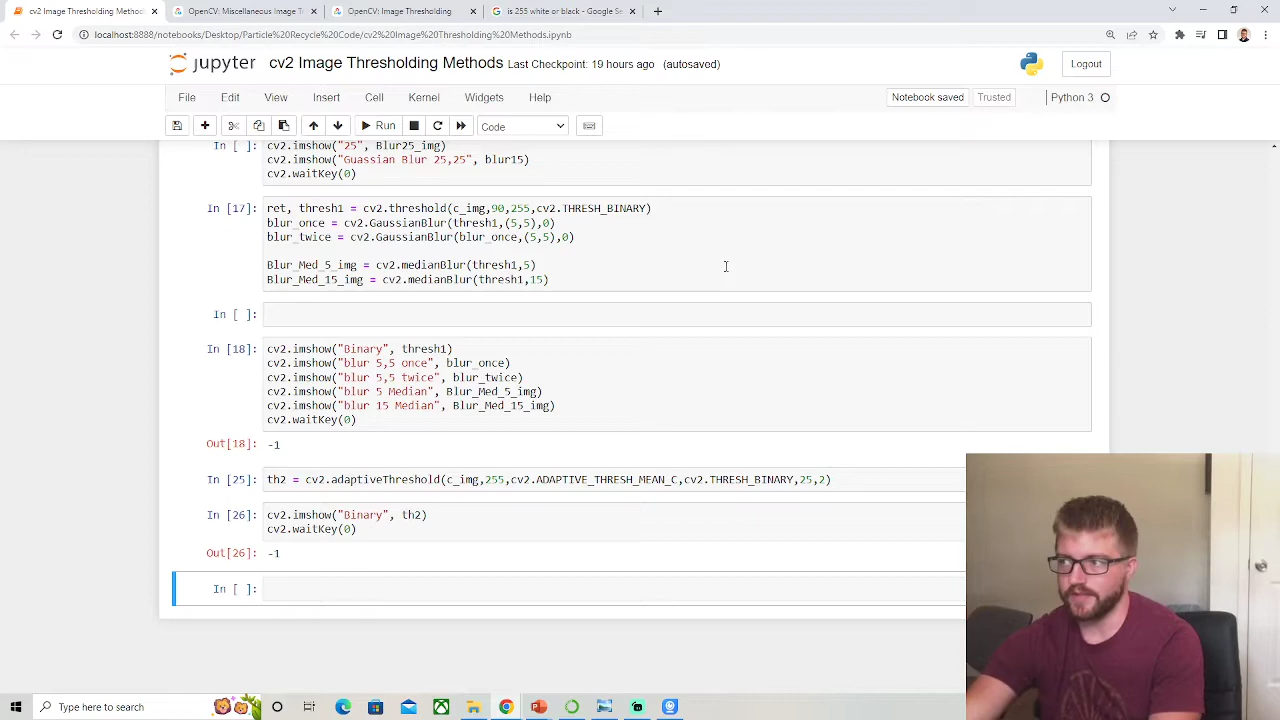 cv2 Image Thresholding Methods
OpenCV: Miscellaneous Image T
OpenCV: Image Thresholding
is 255 white or black - Google Se
localhost:8888/notebooks/Desktop/Particle%20Recycle%20Code/cv2%20Image%20Thresholding%20Methods.ipynb
jupyter cv2 Image Thresholding Methods Last Checkpoint: 19 hours ago (autosaved)
Logout
File Edit View Insert Cell Kernel Widgets Help
Notebook saved Trusted Python 3
Run Code
In [ ]: cv2.imshow("25", Blur25_img)
cv2.imshow("Guassian Blur 25,25", blur15)
cv2.waitKey(0)
In [17]: ret, thresh1 = cv2.threshold(c_img,90,255,cv2.THRESH_BINARY)
blur_once = cv2.GaussianBlur(thresh1,(5,5),0)
blur_twice = cv2.GaussianBlur(blur_once,(5,5),0)
Blur_Med_5_img = cv2.medianBlur(thresh1,5)
Blur_Med_15_img = cv2.medianBlur(thresh1,15)
In [ ]:
In [18]: cv2.imshow("Binary", thresh1)
cv2.imshow("blur 5,5 once", blur_once)
cv2.imshow("blur 5,5 twice", blur_twice)
cv2.imshow("blur 5 Median", Blur_Med_5_img)
cv2.imshow("blur 15 Median", Blur_Med_15_img)
cv2.waitKey(0)
Out[18]: -1
In [25]: th2 = cv2.adaptiveThreshold(c_img,255,cv2.ADAPTIVE_THRESH_MEAN_C,cv2.THRESH_BINARY,25,2)
In [26]: cv2.imshow("Binary", th2)
cv2.waitKey(0)
Out[26]: -1
In [ ]:
Type here to search